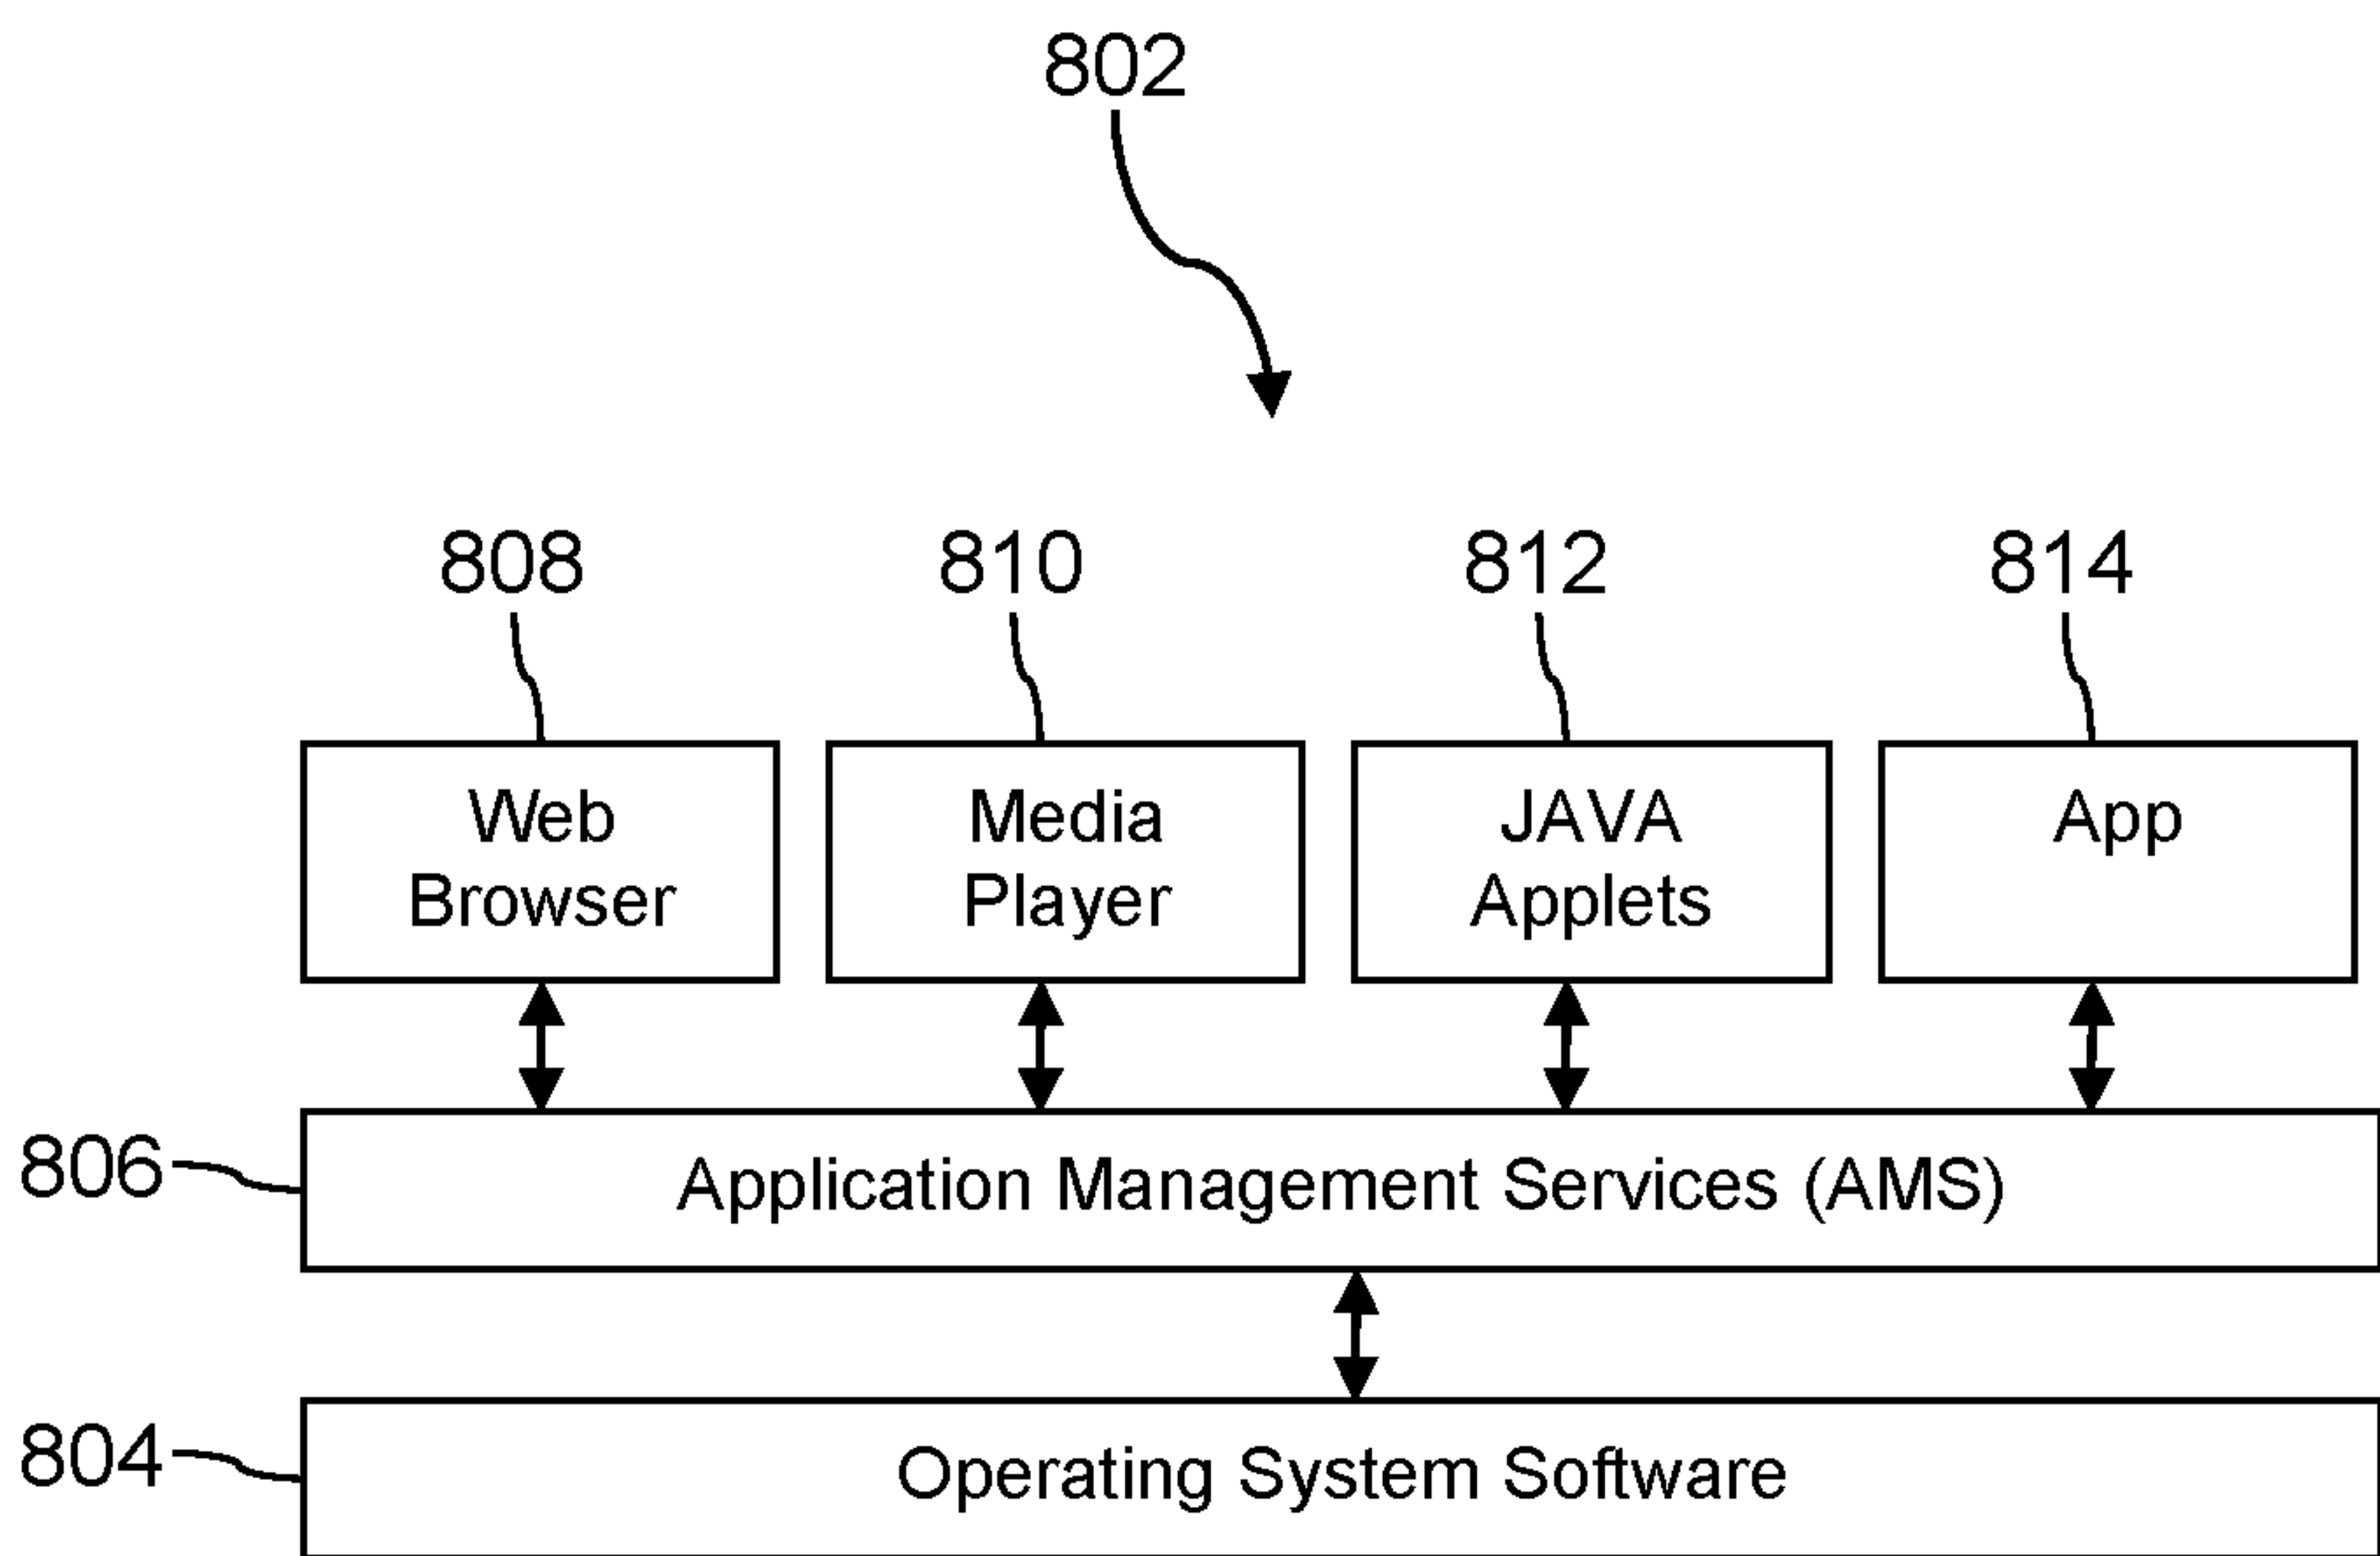 802
808
810
812
814
Web
Browser
Media
Player
JAVA
Applets
App
806
Application Management Services (AMS)
804
Operating System Software